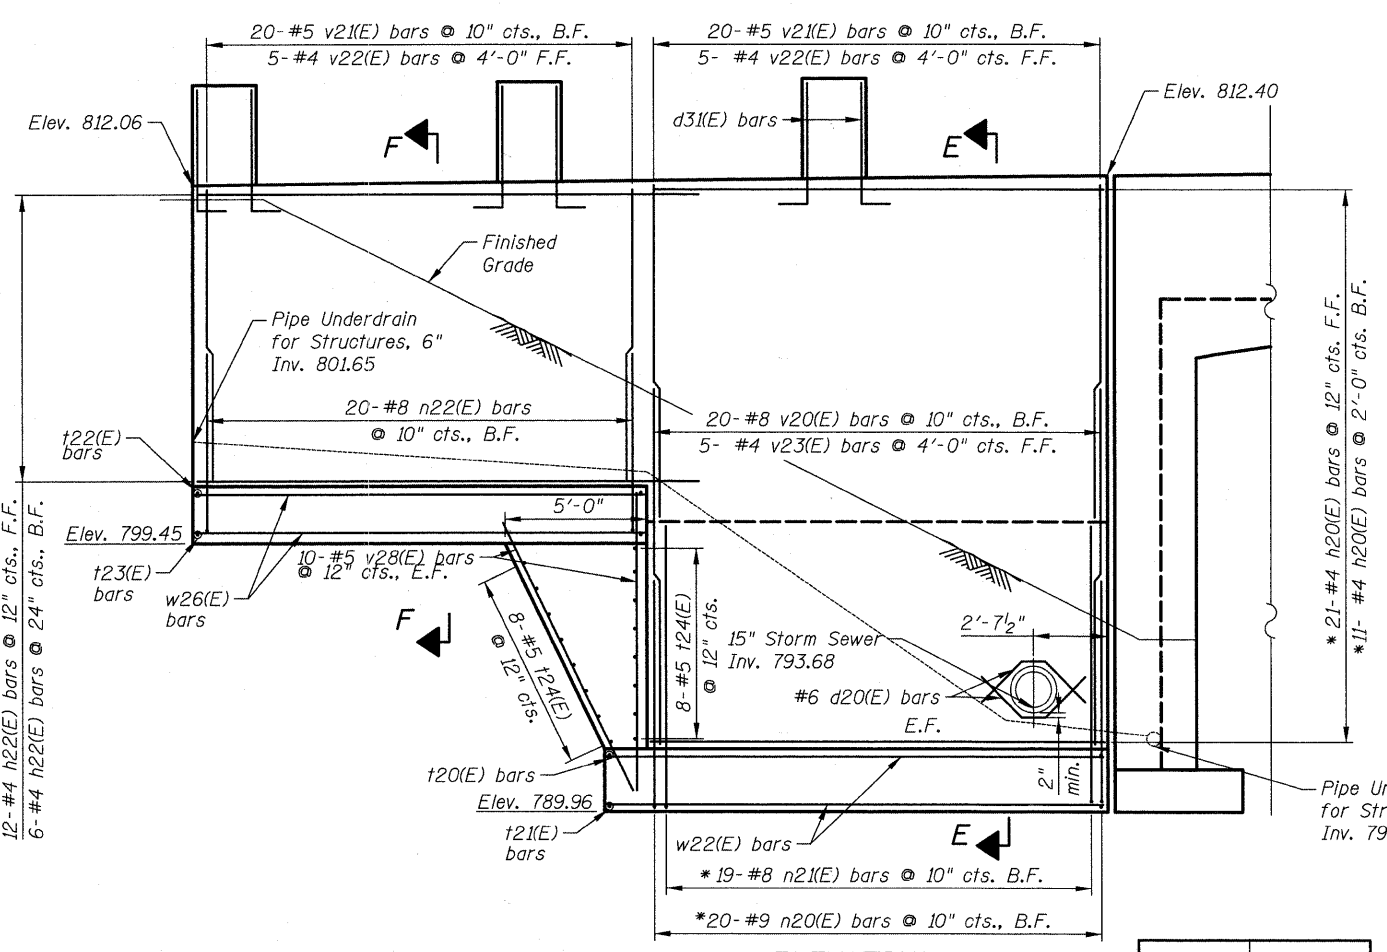 20-#5 v21(E) bars @ 10" cts., B.F.
5-#4 v22(E) bars @ 4'-0" F.F.
20-#5 v21(E) bars @ 10" cts., B.F.
5- #4 v22(E) bars @ 4'-0" cts. F.F.
Elev. 812.06
F
d31(E) bars
E
Elev. 812.40
Finished
Grade
Pipe Underdrain
for Structures, 6"
Inv. 801.65
20-#8 n22(E) bars
@ 10" cts., B.F.
20-#8 v20(E) bars @ 10" cts., B.F.
5- #4 v23(E) bars @ 4'-0" cts. F.F.
*21-#4 h20(E) bars @ 12" cts. F.F.
*11- #4 h20(E) bars @ 2'-0" cts. B.F.
t22(E)
bars
12-#4 h22(E) bars @ 12" cts., F.F.
6-#4 h22(E) bars @ 24" cts., B.F.
Elev. 799.45
t23(E)
bars
w26(E)
bars
5'-0"
10-#5 v28(E) bars
@ 12" cts., E.F.
F
8-#5 t24(E)
@ 12" cts.
8-#5 t24(E)
@ 12" cts.
15" Storm Sewer
Inv. 793.68
2'-7½"
#6 d20(E) bars
E.F.
2"
min.
t20(E) bars
Elev. 789.96
t21(E)
bars
w22(E) bars
E
for
Inv. 79
Pipe
*19-#8 n21(E) bars @ 10" cts. B.F.
*20-#9 n20(E) bars @ 10" cts., B.F.